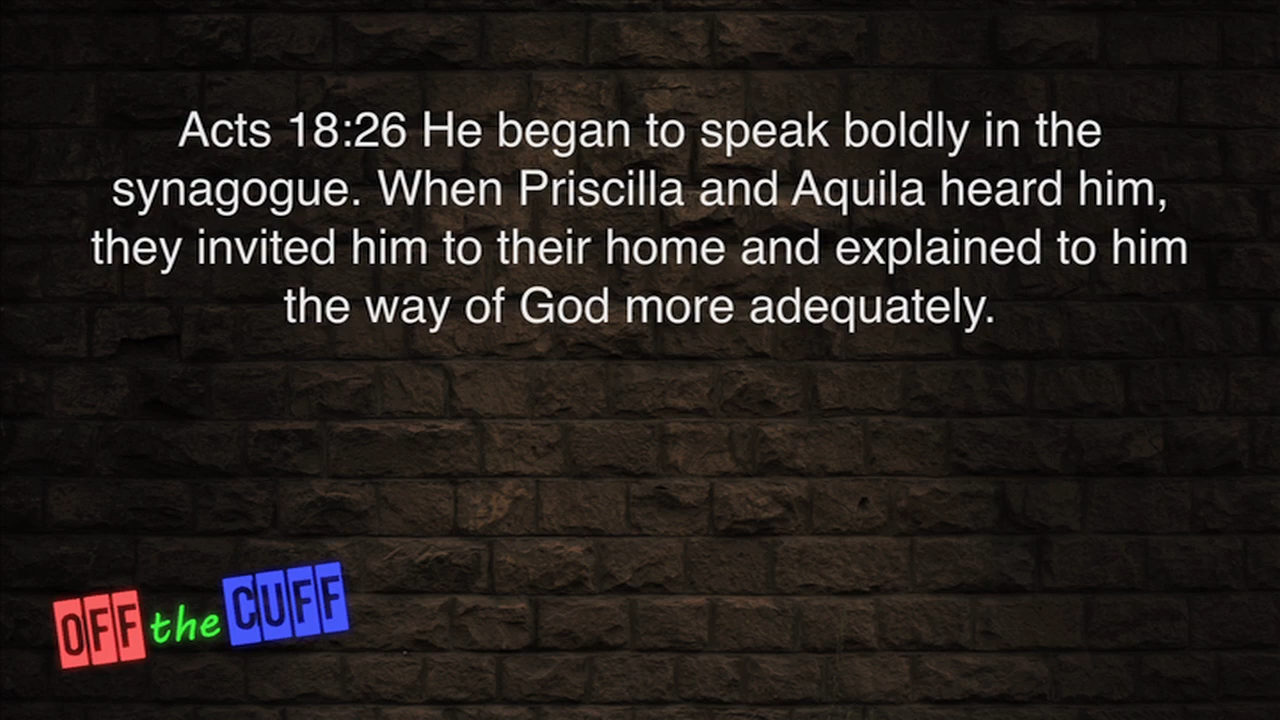 Acts 18:26 He began to speak boldly in the
synagogue. When Priscilla and Aquila heard him,
they invited him to their home and explained to him
the way of God more adequately.
OFF the CUFF